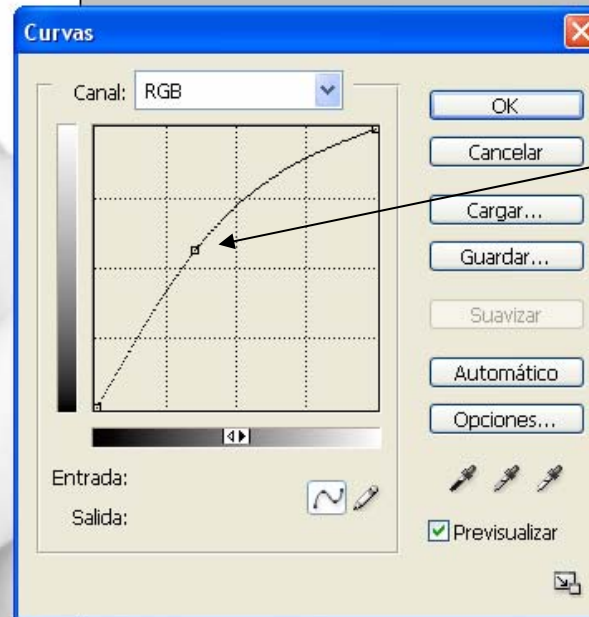 Curvas
Canal: RGB
OK
Cancelar
Cargar...
Guardar...
Suavizar
Automático
Opciones...
Entrada:
Salida:
Previsualizar